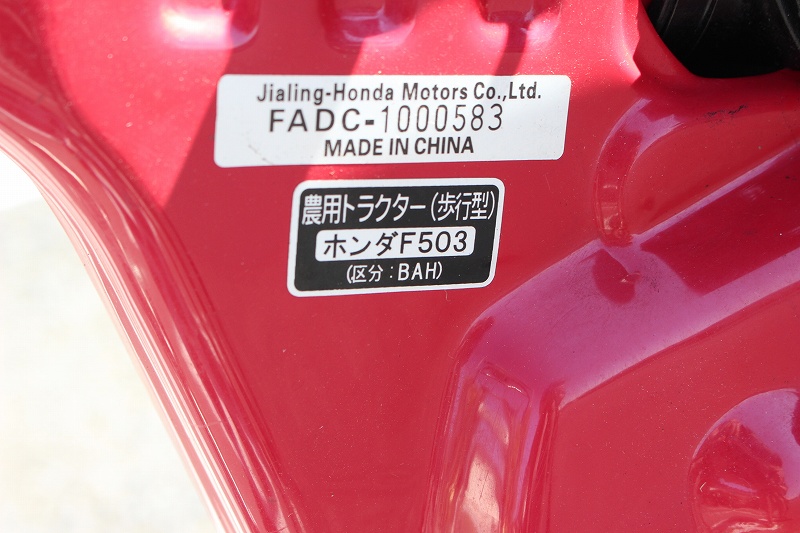 Jialing-Honda Motors Co.,Ltd.
FADC-1000583
MADE IN CHINA
農用トラクター(歩行型)
ホンダF503
(区分:BAH)